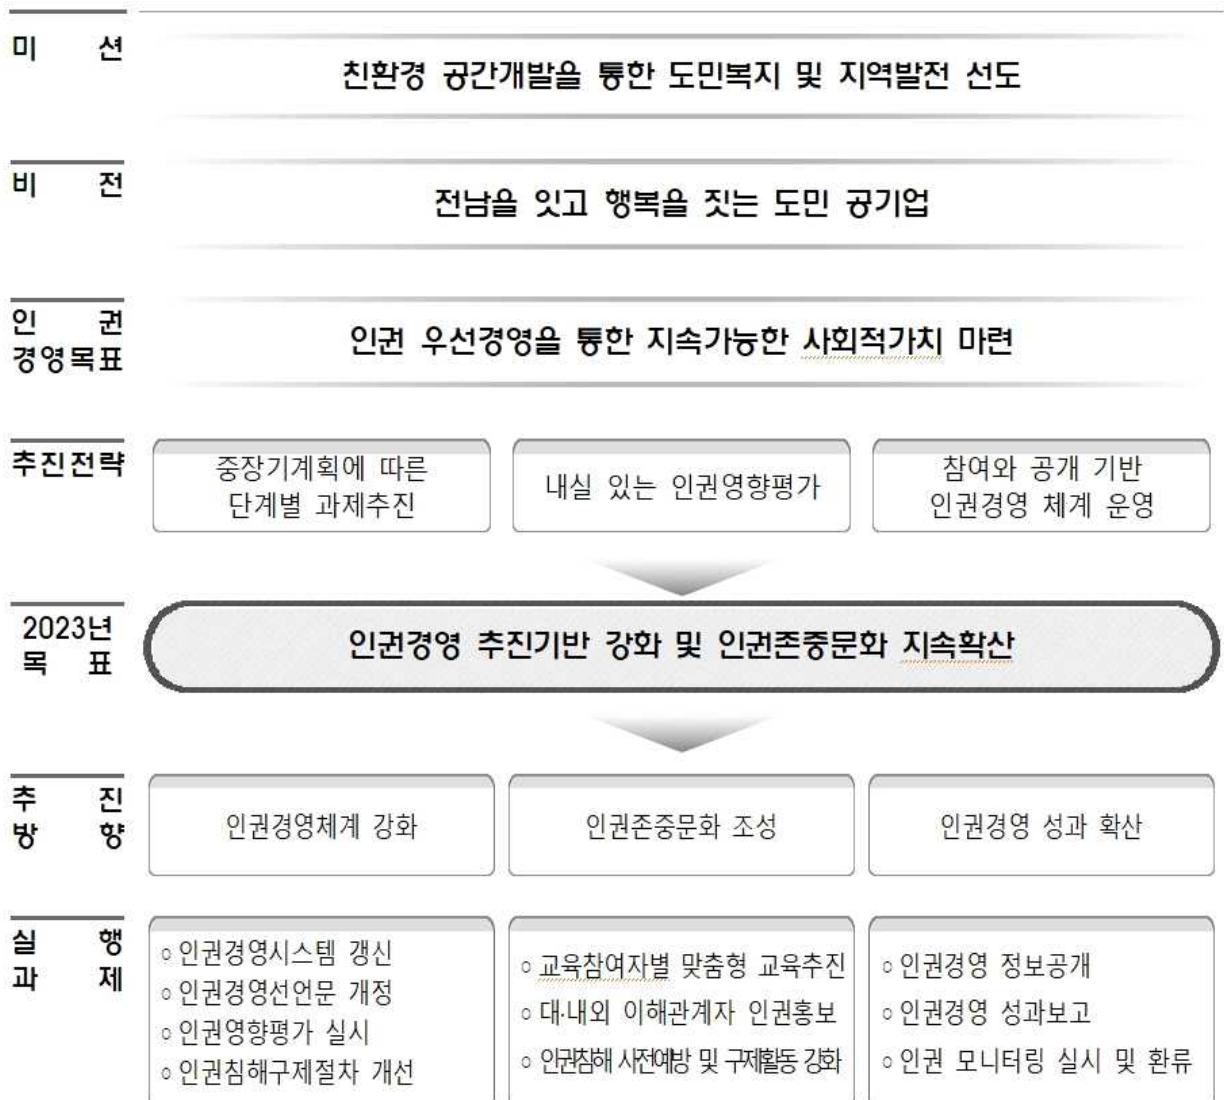 미 션
친환경 공간개발을 통한 도민복지 및 지역발전 선도
비 전
전남을 잇고 행복을 짓는 도민 공기업
인 권
경영목표
인권 우선경영을 통한 지속가능한 사회적가치 마련
추진전략
중장기계획에 따른
단계별 과제추진
내실 있는 인권영향평가
참여와 공개 기반
인권경영 체계 운영
2023년
목 표
인권경영 추진기반 강화 및 인권존중문화 지속확산
추 진
방 향
인권경영체계 강화
인권존중문화 조성
인권경영 성과 확산
실 행
과 제
○ 인권경영시스템 갱신
○ 인권경영선언문 개정
○ 인권영향평가 실시
○ 인권침해구제절차 개선
○ 교육참여자별 맞춤형 교육추진
○ 대·내외 이해관계자 인권홍보
○ 인권침해 사전예방 및 구제활동 강화
○ 인권경영 정보공개
○ 인권경영 성과보고
○ 인권 모니터링 실시 및 환류